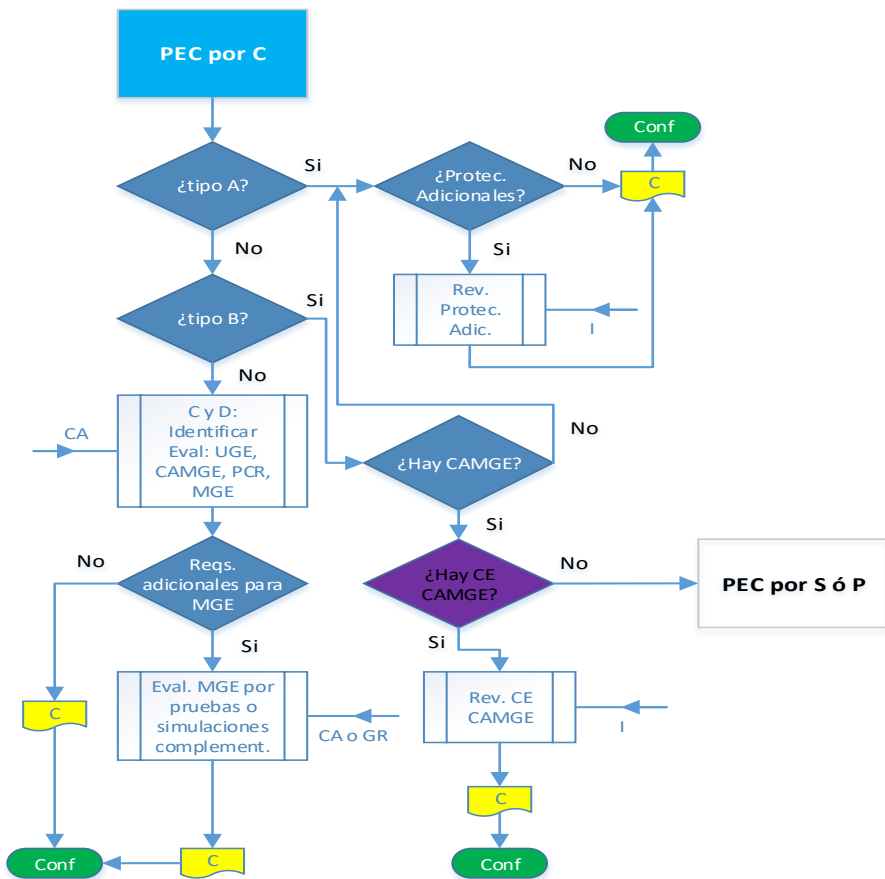 PEC por C
Conf
¿tipo A?
Si
¿Protec.
Adicionales?
No
C
No
Si
¿tipo B?
Si
Rev.
Protec.
Adic.
I
No
C y D:
Identificar
Eval: UGE,
CAMGE, PCR,
MGE
CA
¿Hay CAMGE?
No
Si
No
Reqs.
adicionales para
MGE
¿Hay CE
CAMGE?
No
PEC por S ó P
Si
Si
Eval. MGE por
pruebas o
simulaciones
complement.
CA o GR
Rev. CE
CAMGE
I
C
C
Conf
C
Conf